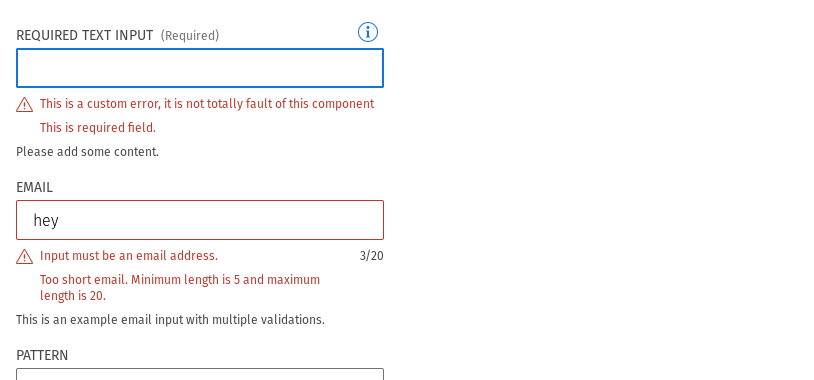 REQUIRED TEXT INPUT (Required)
This is a custom error, it is not totally fault of this component
This is required field.
Please add some content.
EMAIL
hey
Input must be an email address. 3/20
Too short email. Minimum length is 5 and maximum
length is 20.
This is an example email input with multiple validations.
PATTERN